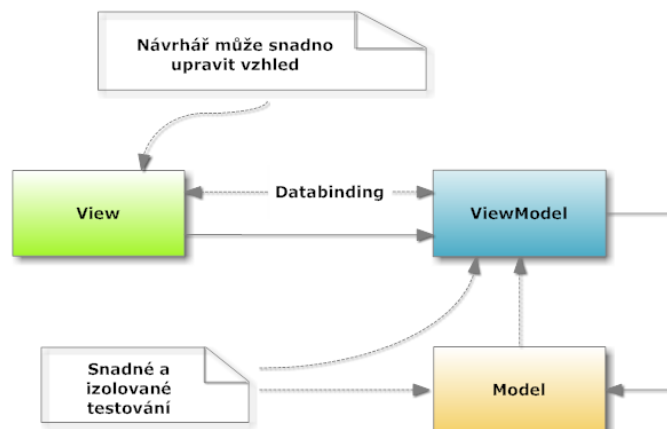 Návrhář může snadno
upravit vzhled
Databinding
View
ViewModel
Snadné a
izolované
testování
Model